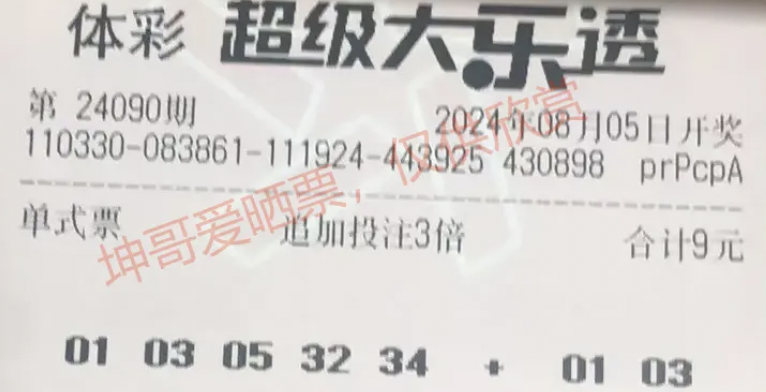 体彩 超级大乐透
第 24090期 2024年08月05日开奖
110330-083861-111924-443925 430898 prPcpA
单式票 追加投注3倍 合计9元
01 03 05 32 34 + 01 03
坤哥爱晒票，仅供欣赏